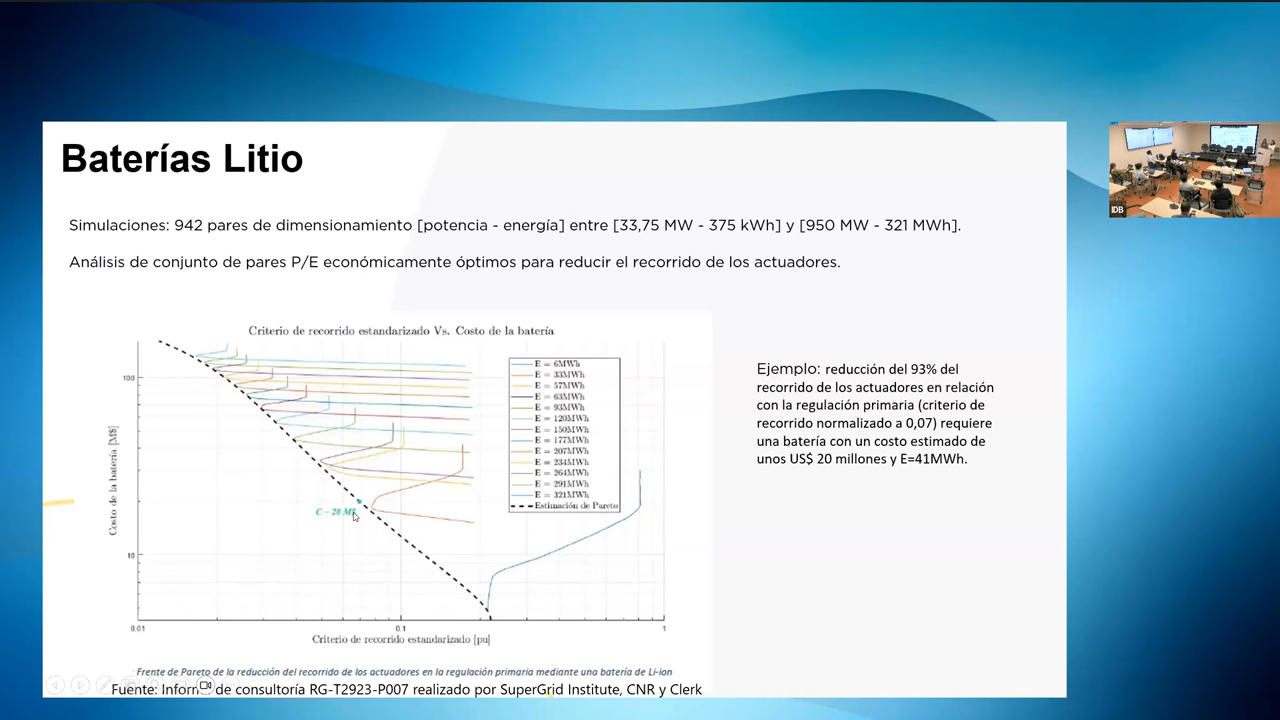 Baterías Litio
Simulaciones: 942 pares de dimensionamiento [potencia - energía] entre [33,75 MW - 375 kWh] y [950 MW - 321 MWh].
Análisis de conjunto de pares P/E económicamente óptimos para reducir el recorrido de los actuadores.
Criterio de recorrido estandarizado Vs. Costo de la batería
Costo de la batería [M$]
100
10
0.01
0.1
1
Criterio de recorrido estandarizado [pu]
E = 6MWh
E = 33MWh
E = 57MWh
E = 63MWh
E = 93MWh
E = 120MWh
E = 150MWh
E = 177MWh
E = 207MWh
E = 234MWh
E = 264MWh
E = 291MWh
E = 321MWh
Estimación de Pareto
C = 20 M$
Ejemplo: reducción del 93% del
recorrido de los actuadores en relación
con la regulación primaria (criterio de
recorrido normalizado a 0,07) requiere
una batería con un costo estimado de
unos US$ 20 millones y E=41MWh.
Frente de Pareto de la reducción del recorrido de los actuadores en la regulación primaria mediante una batería de Li-ion
Fuente: Inform de consultoría RG-T2923-P007 realizado por SuperGrid Institute, CNR y Clerk
IDB